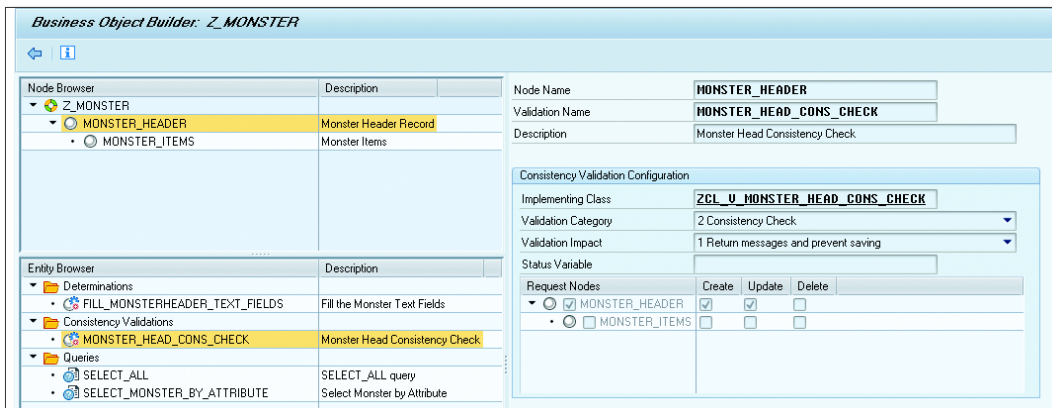 Business Object Builder: Z_MONSTER
Node Browser Description
Z_MONSTER
MONSTER_HEADER Monster Header Record
MONSTER_ITEMS Monster Items
Entity Browser Description
Determinations
FILL_MONSTERHEADER_TEXT_FIELDS Fill the Monster Text Fields
Consistency Validations
MONSTER_HEAD_CONS_CHECK Monster Head Consistency Check
Queries
SELECT_ALL SELECT_ALL query
SELECT_MONSTER_BY_ATTRIBUTE Select Monster by Attribute
Node Name MONSTER_HEADER
Validation Name MONSTER_HEAD_CONS_CHECK
Description Monster Head Consistency Check
Consistency Validation Configuration
Implementing Class ZCL_V_MONSTER_HEAD_CONS_CHECK
Validation Category 2 Consistency Check
Validation Impact 1 Return messages and prevent saving
Status Variable
Request Nodes Create Update Delete
MONSTER_HEADER
MONSTER_ITEMS